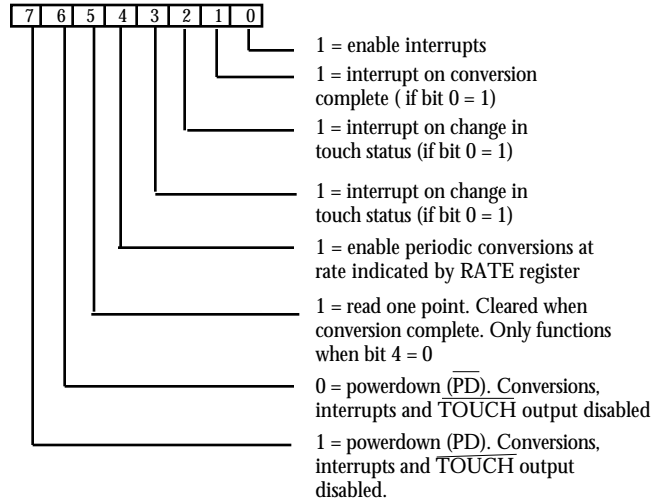 7 6 5 4 3 2 1 0
1 = enable interrupts
1 = interrupt on conversion
complete ( if bit 0 = 1)
1 = interrupt on change in
touch status (if bit 0 = 1)
1 = interrupt on change in
touch status (if bit 0 = 1)
1 = enable periodic conversions at
rate indicated by RATE register
1 = read one point. Cleared when
conversion complete. Only functions
when bit 4 = 0
0 = powerdown (P̅D̅). Conversions,
interrupts and T̅O̅U̅C̅H̅ output disabled
1 = powerdown (PD). Conversions,
interrupts and T̅O̅U̅C̅H̅ output
disabled.